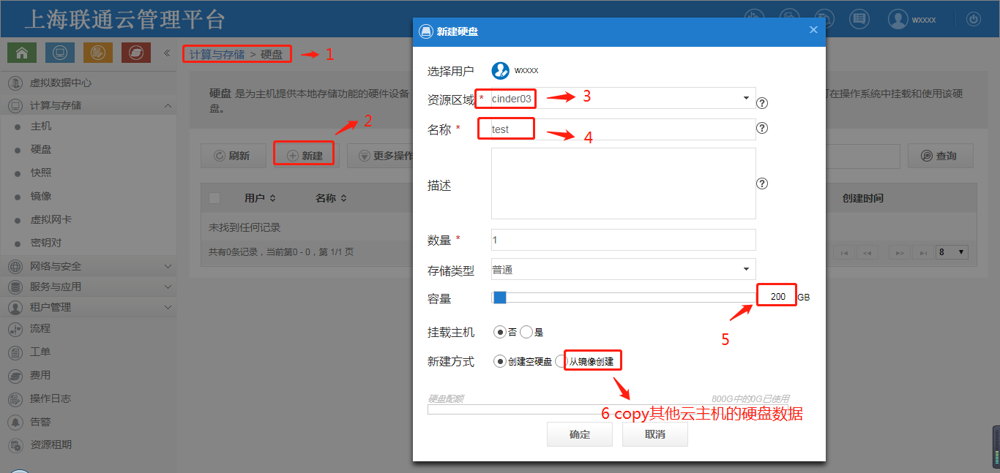 上海联通云管理平台
wxxxx
计算与存储 > 硬盘
1
虚拟数据中心
计算与存储
主机
硬盘
快照
镜像
虚拟网卡
密钥对
网络与安全
服务与应用
租户管理
流程
工单
费用
操作日志
告警
资源租期
硬盘 是为主机提供本地存储功能的硬件设备
可在操作系统中挂载和使用该硬
盘。
2
刷新
新建
更多操作
查询
用户
名称
创建时间
未找到任何记录
共有0条记录，当前第0 - 0，第 1/1 页
8
新建硬盘
选择用户
wxxxx
资源区域 * cinder03
3
名称 * test
4
描述
数量 * 1
存储类型 普通
容量 200 GB
5
挂载主机 否 是
新建方式 创建空硬盘 从镜像创建
硬盘配额 800G中的0G已使用
6 copy其他云主机的硬盘数据
确定 取消